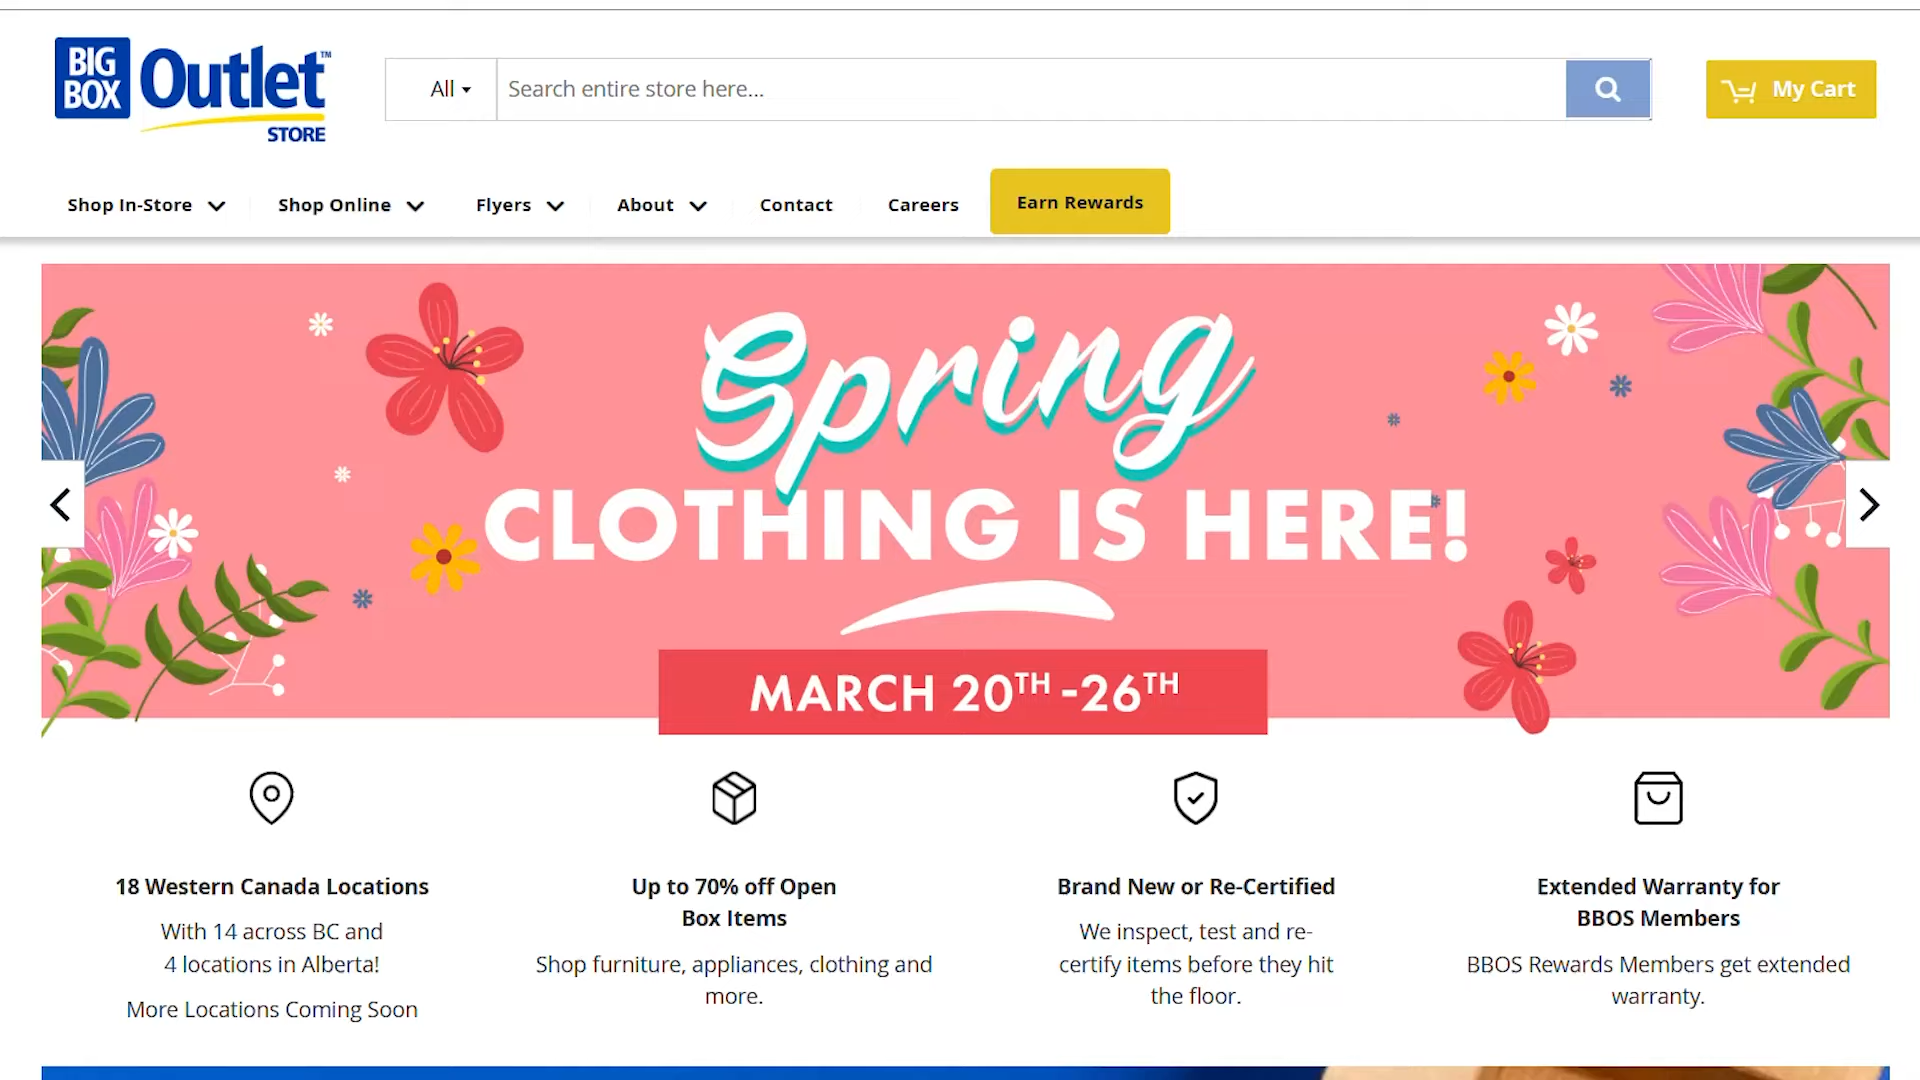 BIG BOX Outlet™ STORE
All
Search entire store here...
My Cart
Shop In-Store
Shop Online
Flyers
About
Contact
Careers
Earn Rewards
Spring
CLOTHING IS HERE!
MARCH 20TH -26TH
18 Western Canada Locations
With 14 across BC and
4 locations in Alberta!
More Locations Coming Soon
Up to 70% off Open
Box Items
Shop furniture, appliances, clothing and
more.
Brand New or Re-Certified
We inspect, test and re-
certify items before they hit
the floor.
Extended Warranty for
BBOS Members
BBOS Rewards Members get extended
warranty.